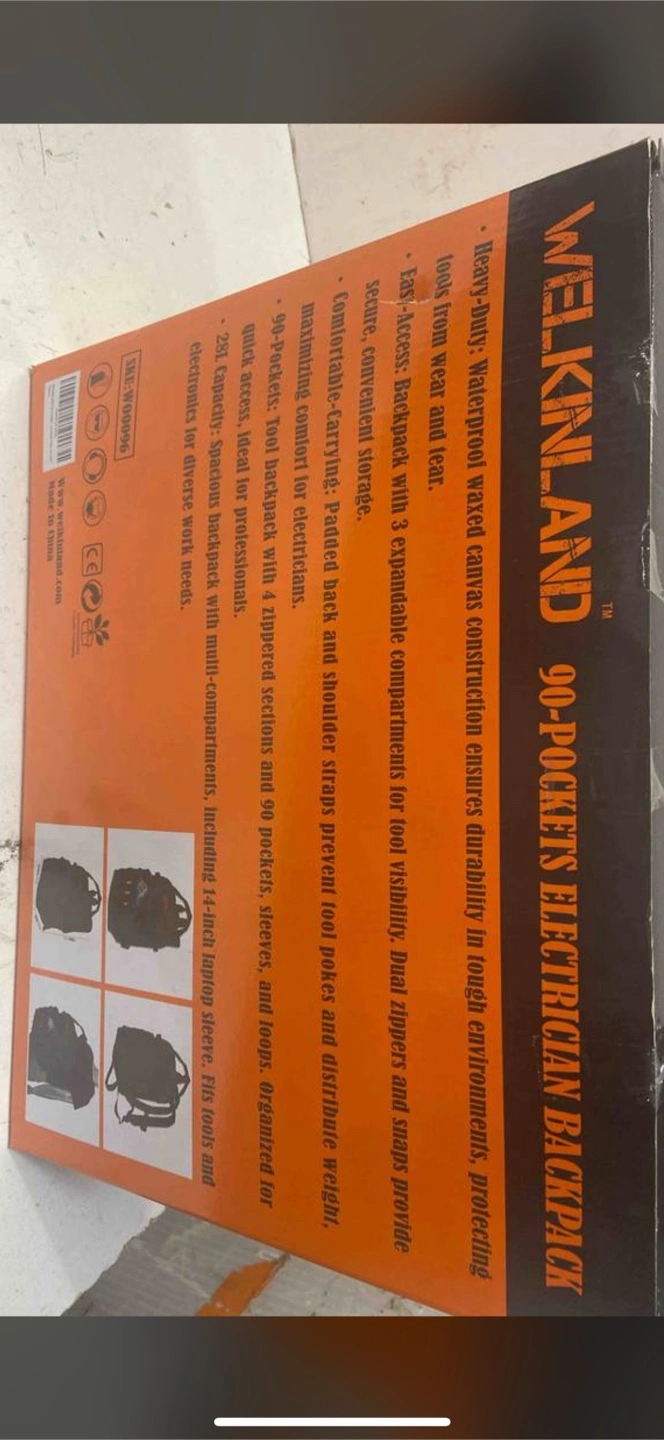 WELKINLAND™ 90-POCKETS ELECTRICIAN BACKPACK
• Heavy-Duty: Waterproof waxed canvas construction ensures durability in tough environments, protecting
tools from wear and tear.
• Easy-Access: Backpack with 3 expandable compartments for tool visibility. Dual zippers and snaps provide
secure, convenient storage.
• Comfortable-Carrying: Padded back and shoulder straps prevent tool pokes and distribute weight,
maximizing comfort for electricians.
• 90-Pockets: Tool backpack with 4 zippered sections and 90 pockets, sleeves, and loops. Organized for
quick access, ideal for professionals.
• 28L Capacity: Spacious backpack with multi-compartments, including 14-inch laptop sleeve. Fits tools and
electronics for diverse work needs.
SKU:WO0096
CE
Www.welkinland.com
Made in China